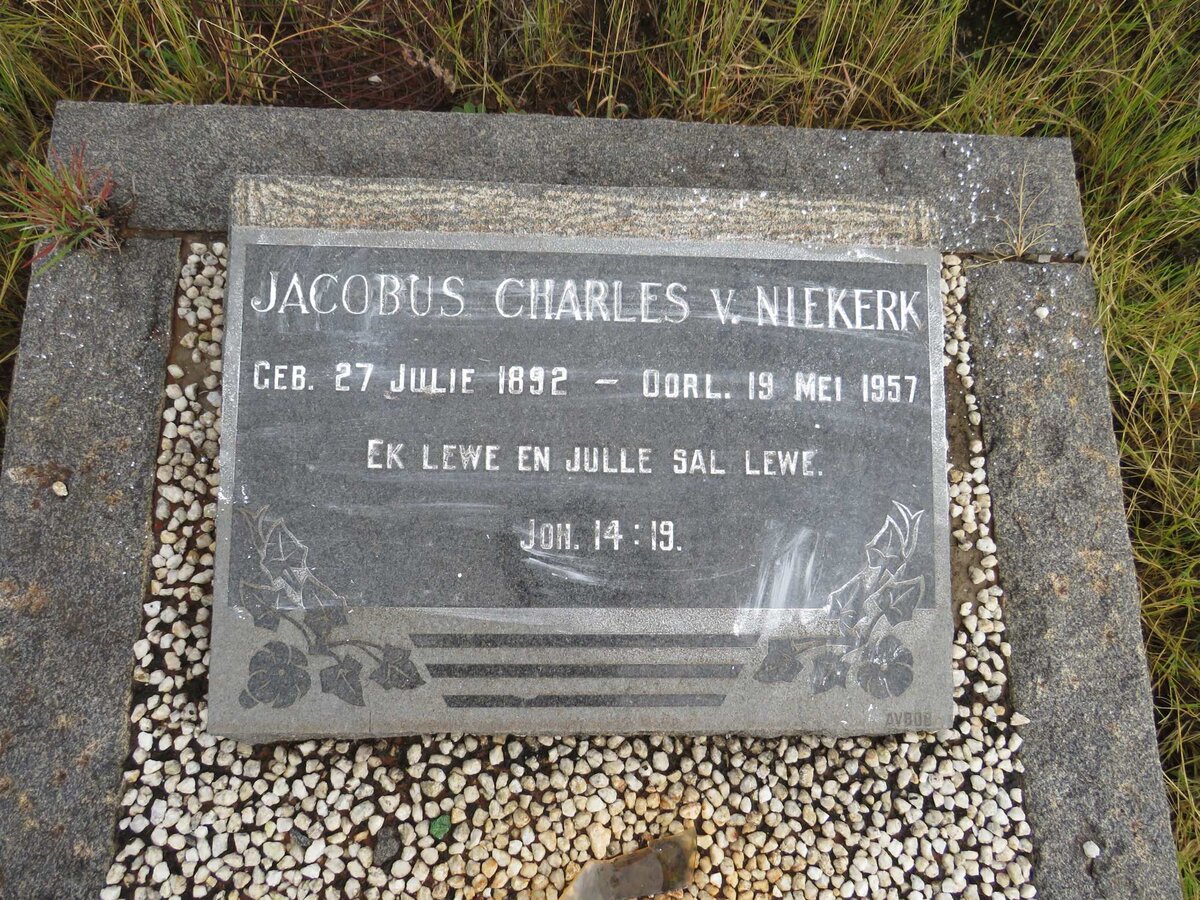 JACOBUS CHARLES V. NIEKERK
GEB. 27 JULIE 1892 — OORL. 19 MEI 1957
EK LEWE EN JULLE SAL LEWE.
JOH. 14:19.
AVBOB